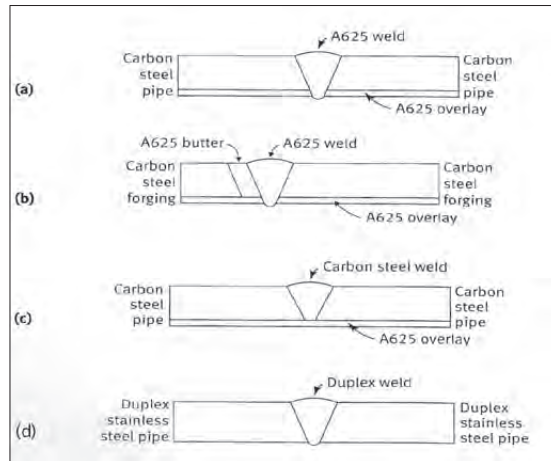 A625 weld
Carbon
steel
pipe
Carbon
steel
pipe
(a)
A625 overlay
A625 butter
A625 weld
Carbon
steel
forging
Carbon
steel
forging
(b)
A625 overlay
Carbon steel weld
Carbon
steel
pipe
Carbon
steel
pipe
(c)
A625 overlay
Duplex weld
Duplex
stainless
steel pipe
Duplex
stainless
steel pipe
(d)